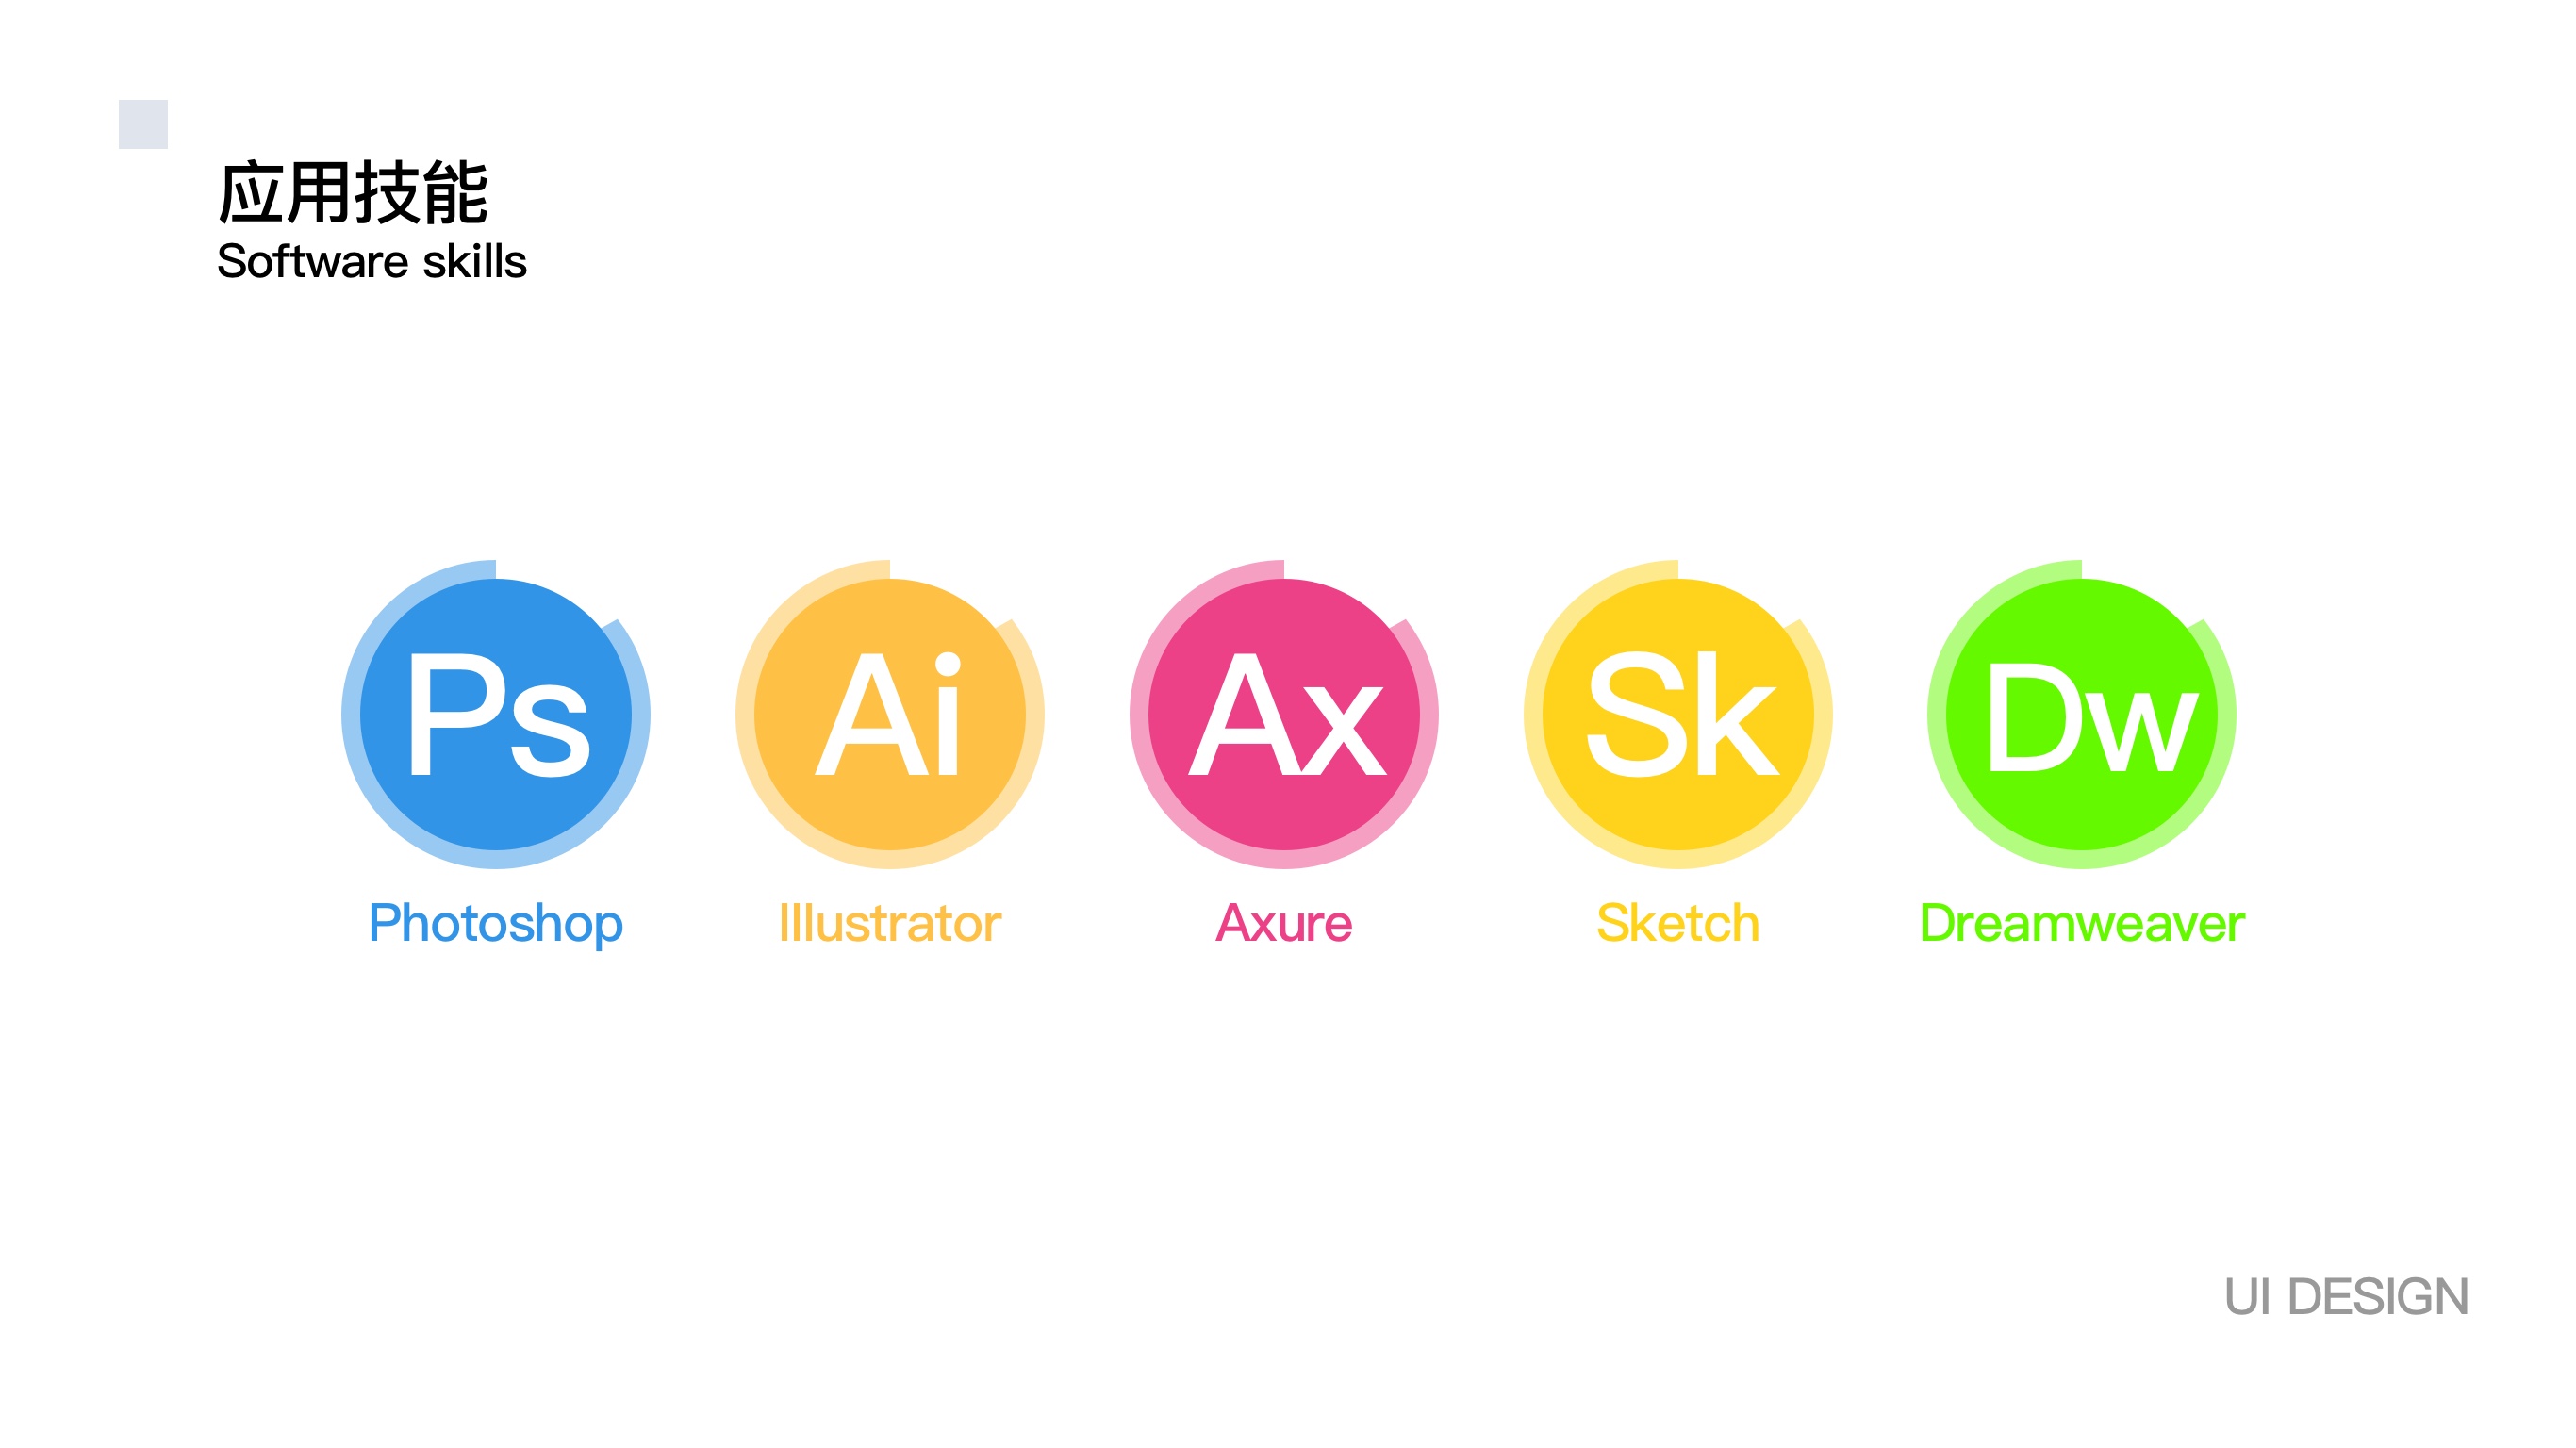 应用技能
Software skills
Ps
Ai
Ax
Sk
Dw
Photoshop
Illustrator
Axure
Sketch
Dreamweaver
UI DESIGN